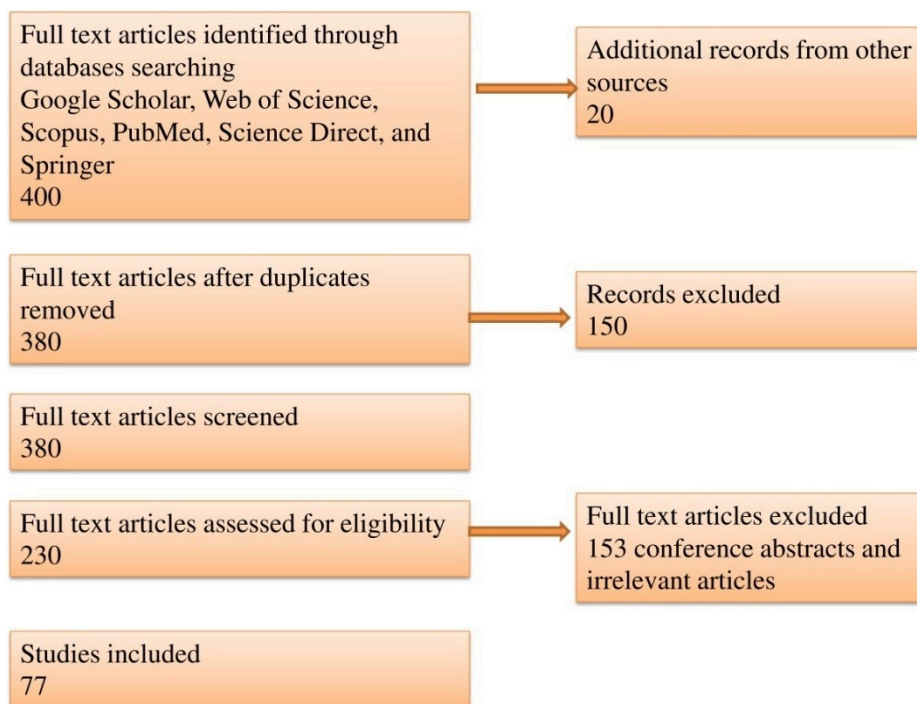 Full text articles identified through
databases searching
Google Scholar, Web of Science,
Scopus, PubMed, Science Direct, and
Springer
400
Additional records from other
sources
20
Full text articles after duplicates
removed
380
Records excluded
150
Full text articles screened
380
Full text articles assessed for eligibility
230
Full text articles excluded
153 conference abstracts and
irrelevant articles
Studies included
77